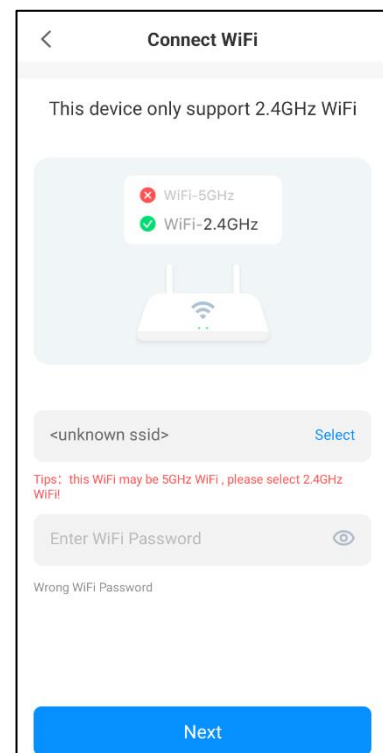 Connect WiFi
This device only support 2.4GHz WiFi
WiFi-5GHz
WiFi-2.4GHz
<unknown ssid> Select
Tips: this WiFi may be 5GHz WiFi , please select 2.4GHz
WiFi!
Enter WiFi Password
Wrong WiFi Password
Next